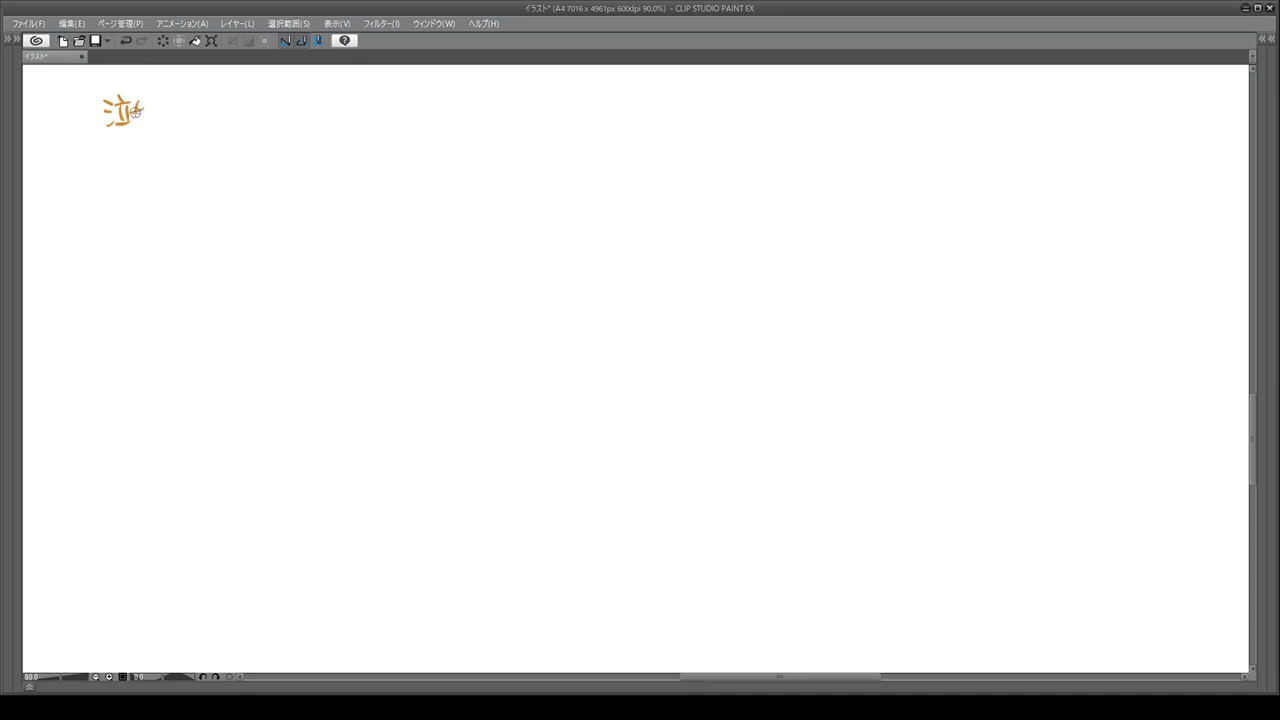 イラスト* (A4 7016 x 4961px 600dpi 90.0%) - CLIP STUDIO PAINT EX
ファイル(F) 編集(E) ページ管理(P) アニメーション(A) レイヤー(L) 選択範囲(S) 表示(V) フィルター(I) ウィンドウ(W) ヘルプ(H)
イラスト*
泣
90.0 0.0